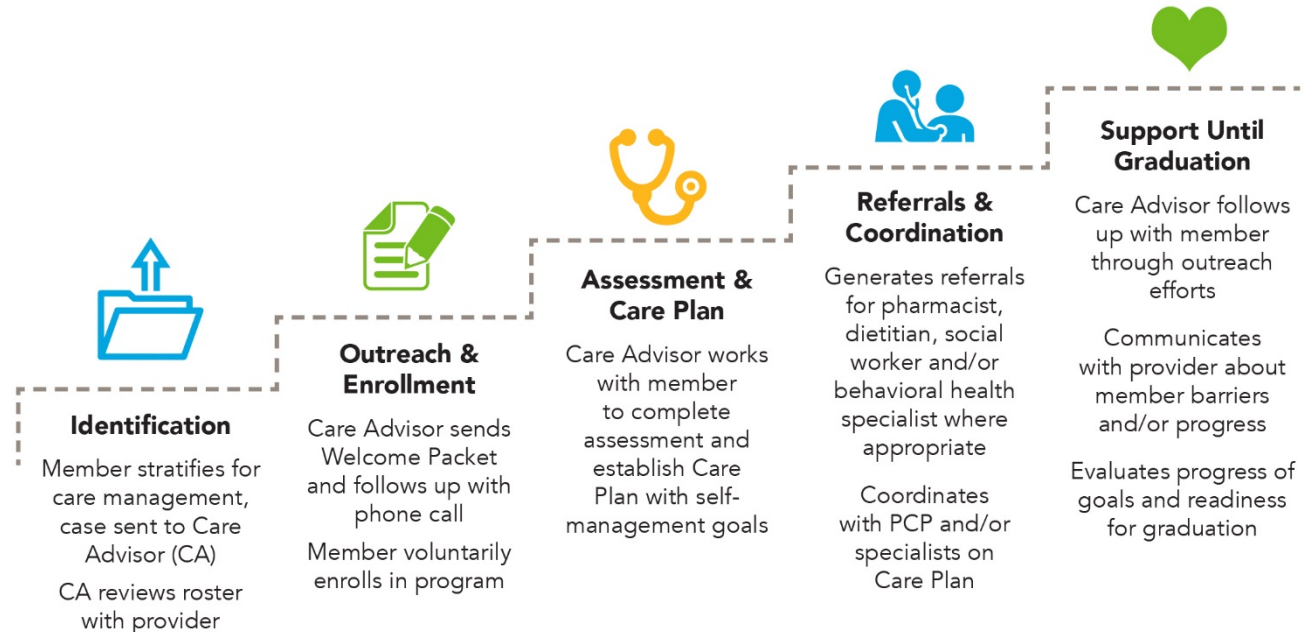 Identification
Member stratifies for
care management,
case sent to Care
Advisor (CA)
CA reviews roster
with provider
Outreach &
Enrollment
Care Advisor sends
Welcome Packet
and follows up with
phone call
Member voluntarily
enrolls in program
Assessment &
Care Plan
Care Advisor works
with member
to complete
assessment and
establish Care
Plan with self-
management goals
Referrals &
Coordination
Generates referrals
for pharmacist,
dietitian, social
worker and/or
behavioral health
specialist where
appropriate
Coordinates
with PCP and/or
specialists on
Care Plan
Support Until
Graduation
Care Advisor follows
up with member
through outreach
efforts
Communicates
with provider about
member barriers
and/or progress
Evaluates progress of
goals and readiness
for graduation